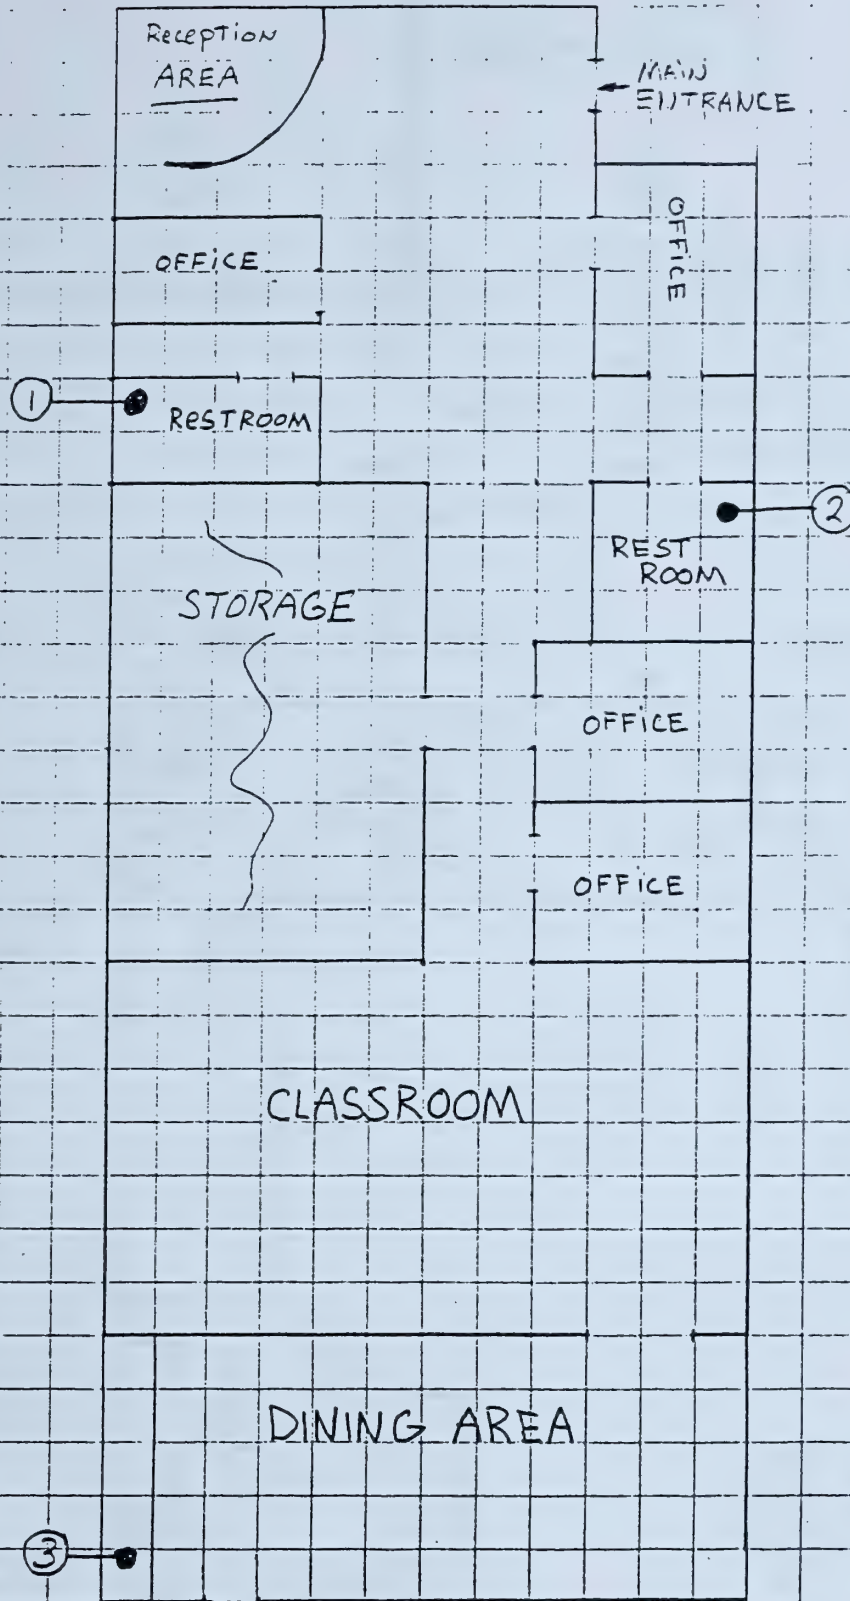 Reception
AREA
MAIN
ENTRANCE
OFFICE
OFFICE
1
RESTROOM
2
REST
ROOM
STORAGE
OFFICE
OFFICE
CLASSROOM
DINING AREA
3